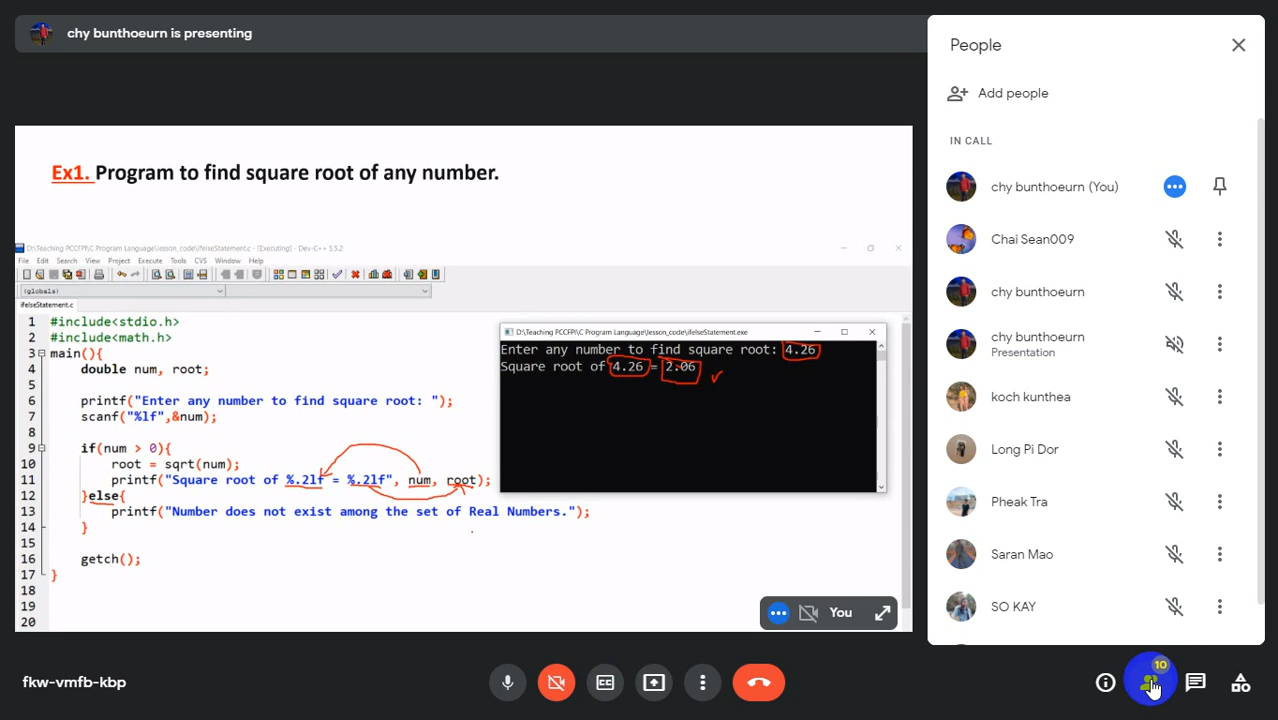 chy bunthoeurn is presenting
Ex1. Program to find square root of any number.
D:\Teaching PCCFPI\C Program Language\lesson_code\ifelseStatement.c - [Executing] - Dev-C++ 5.5.2
File Edit Search View Project Execute Tools CVS Window Help
(globals)
ifelseStatement.c
1 #include<stdio.h>
2 #include<math.h>
3 main(){
4 double num, root;
5
6 printf("Enter any number to find square root: ");
7 scanf("%lf",&num);
8
9 if(num > 0){
10 root = sqrt(num);
11 printf("Square root of %.2lf = %.2lf", num, root);
12 }else{
13 printf("Number does not exist among the set of Real Numbers.");
14 }
15
16 getch();
17 }
18
19
20
D:\Teaching PCCFPI\C Program Language\lesson_code\ifelseStatement.exe
Enter any number to find square root: 4.26
Square root of 4.26 = 2.06
You
People
Add people
IN CALL
chy bunthoeurn (You)
Chai Sean009
chy bunthoeurn
chy bunthoeurn
Presentation
koch kunthea
Long Pi Dor
Pheak Tra
Saran Mao
SO KAY
fkw-vmfb-kbp
CC
10